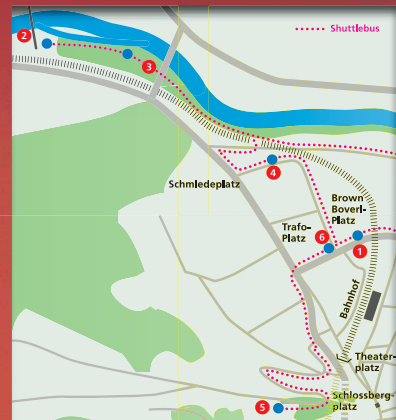 Shuttlebus
2
3
Schmiedeplatz
4
Brown
Boveri-
Platz
Trafo-
Platz
6
1
Bahnhof
Theater-
platz
Schlossberg-
platz
5